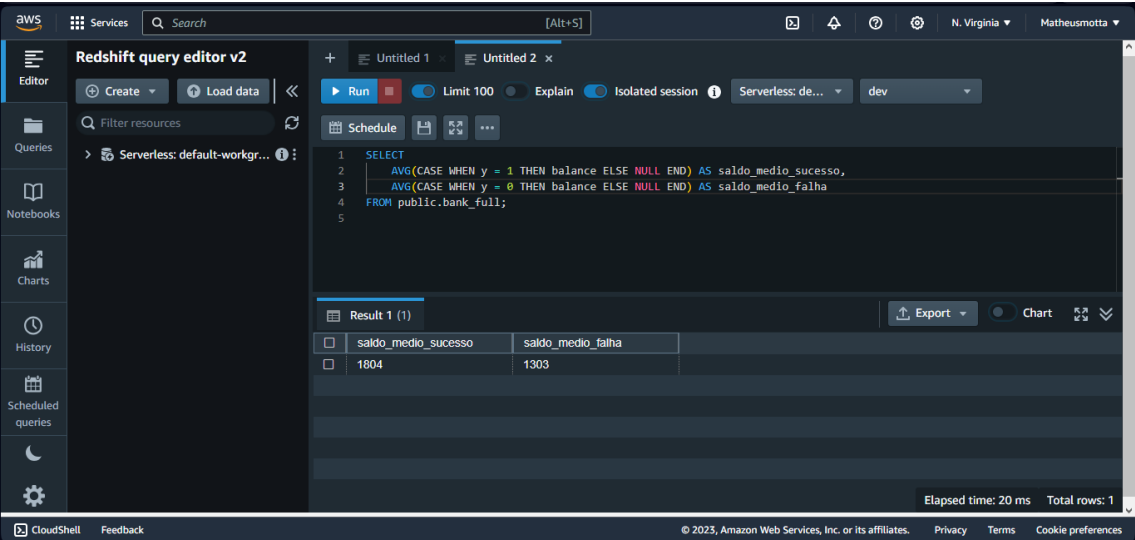 aws Services Search [Alt+S] N. Virginia ▼ Matheusmotta ▼
Editor
Queries
Notebooks
Charts
History
Scheduled queries
Redshift query editor v2
Create Load data
Filter resources
Serverless: default-workgr...
+ Untitled 1 × Untitled 2 ×
Run Limit 100 Explain Isolated session Serverless: de... dev
Schedule
1 SELECT
2 AVG(CASE WHEN y = 1 THEN balance ELSE NULL END) AS saldo_medio_sucesso,
3 AVG(CASE WHEN y = 0 THEN balance ELSE NULL END) AS saldo_medio_falha
4 FROM public.bank_full;
5
Result 1 (1) Export Chart
saldo_medio_sucesso saldo_medio_falha
1804 1303
Elapsed time: 20 ms Total rows: 1
CloudShell Feedback © 2023, Amazon Web Services, Inc. or its affiliates. Privacy Terms Cookie preferences